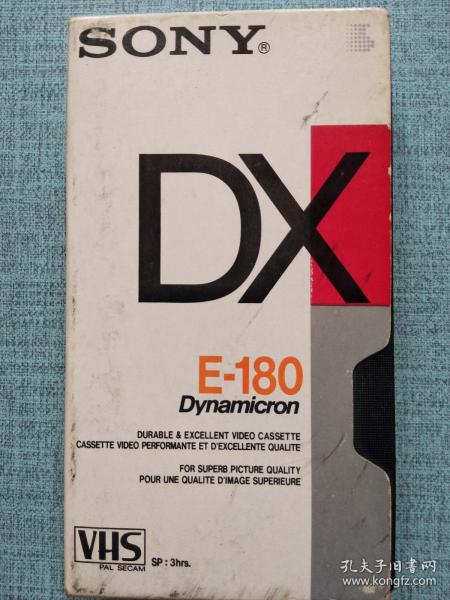 SONY®
DX
E-180
Dynamicron
DURABLE & EXCELLENT VIDEO CASSETTE
CASSETTE VIDEO PERFORMANTE ET D'EXCELLENTE QUALITE
FOR SUPERB PICTURE QUALITY
POUR UNE QUALITE D'IMAGE SUPERIEURE
VHS
PAL SECAM
SP : 3hrs.
孔夫子旧书网
www.kongfz.com